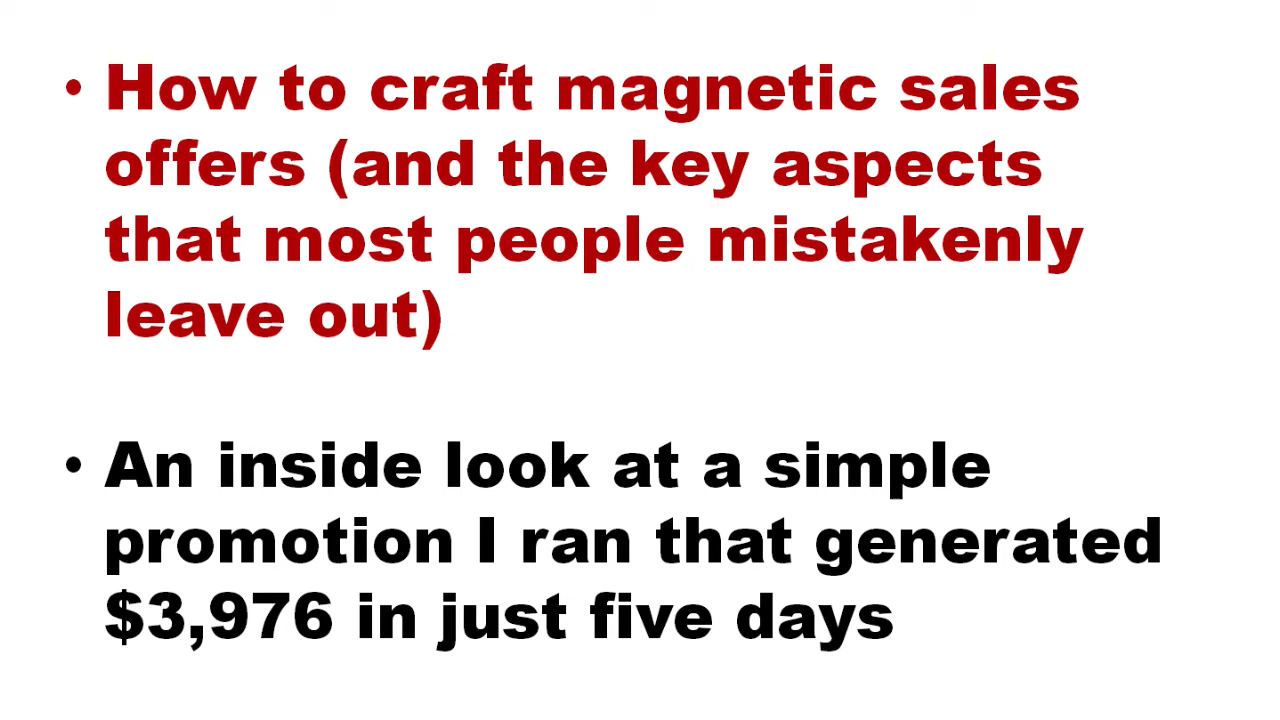 • How to craft magnetic sales
offers (and the key aspects
that most people mistakenly
leave out)
• An inside look at a simple
promotion I ran that generated
$3,976 in just five days